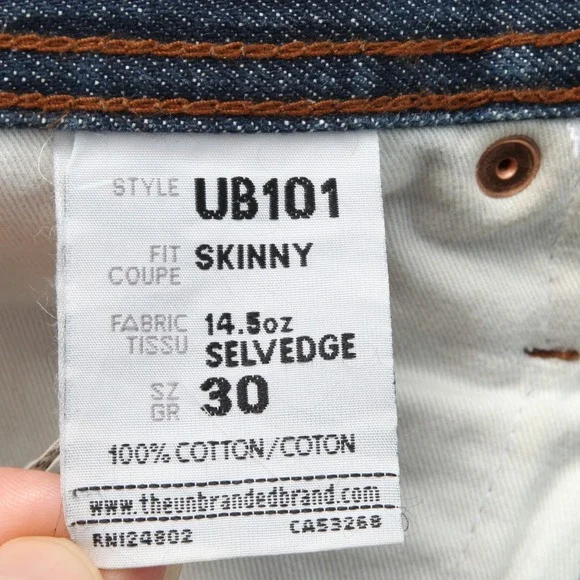 STYLE UB101
FIT
COUPE SKINNY
FABRIC 14.5oz
TISSU SELVEDGE
SZ
GR 30
100% COTTON/COTON
www.theunbrandedbrand.com
RN124802 CA53268